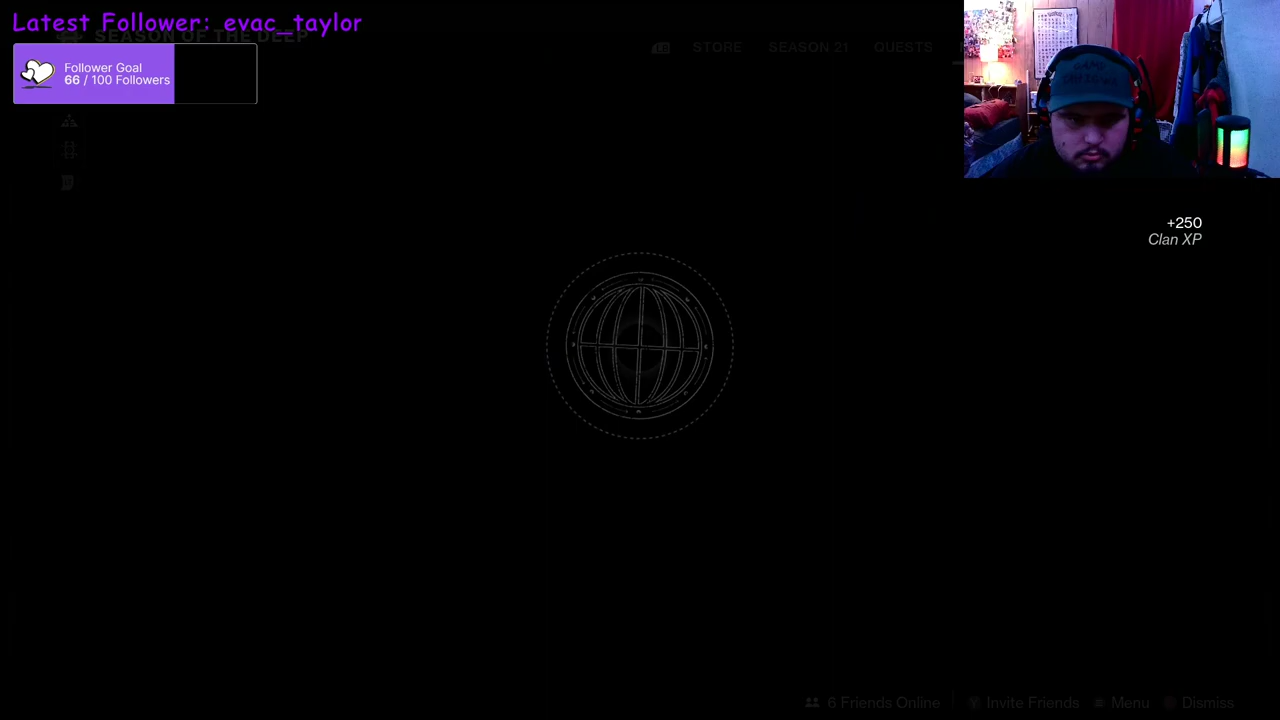 Latest Follower: evac_taylor
SEASON OF THE DEEP
Follower Goal
66 / 100 Followers
LB
STORE
SEASON 21
QUESTS
+250
Clan XP
6 Friends Online
Invite Friends
Menu
Dismiss